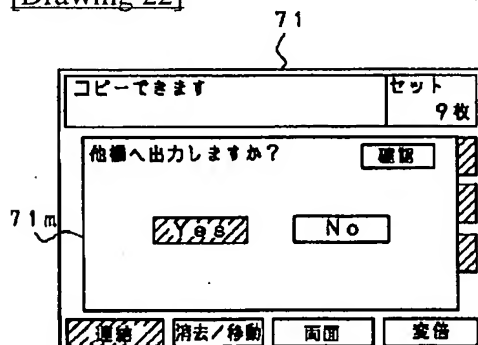 [Drawing 22]
71
コピーできます セット
9枚
他機へ出力しますか? 確認
71m
Yes No
連結 消去/移動 両面 変倍